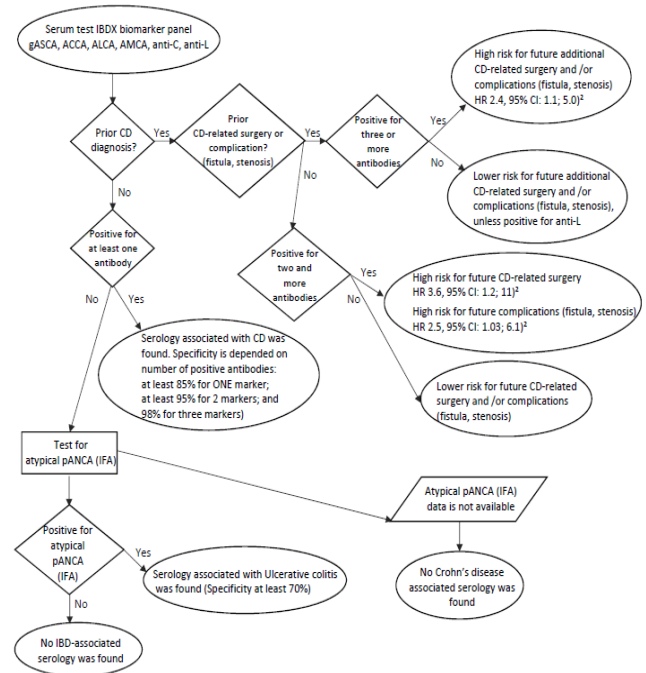 Serum test IBDX biomarker panel
gASCA, ACCA, ALCA, AMCA, anti-C, anti-L
High risk for future additional
CD-related surgery and /or
complications (fistula, stenosis)
HR 2.4, 95% CI: 1.1; 5.0)²
Prior CD
diagnosis?
Yes
Prior
CD-related surgery or
complication?
(fistula, stenosis)
Yes
Positive for
three or
more
antibodies
Yes
No
No
No
Lower risk for future additional
CD-related surgery and /or
complications (fistula, stenosis),
unless positive for anti-L
Positive for
at least one
antibody
Positive for
two and
more
antibodies
Yes
No
High risk for future CD-related surgery
HR 3.6, 95% CI: 1.2; 11)²
High risk for future complications (fistula, stenosis)
HR 2.5, 95% CI: 1.03; 6.1)²
No
Yes
Serology associated with CD was
found. Specificity is depended on
number of positive antibodies:
at least 85% for ONE marker;
at least 95% for 2 markers; and
98% for three markers)
Lower risk for future CD-related
surgery and /or complications
(fistula, stenosis)
Test for
atypical pANCA (IFA)
Atypical pANCA (IFA)
data is not available
Positive for
atypical
pANCA
(IFA)
Yes
Serology associated with Ulcerative colitis
was found (Specificity at least 70%)
No Crohn's disease
associated serology was
found
No
No IBD-associated
serology was found